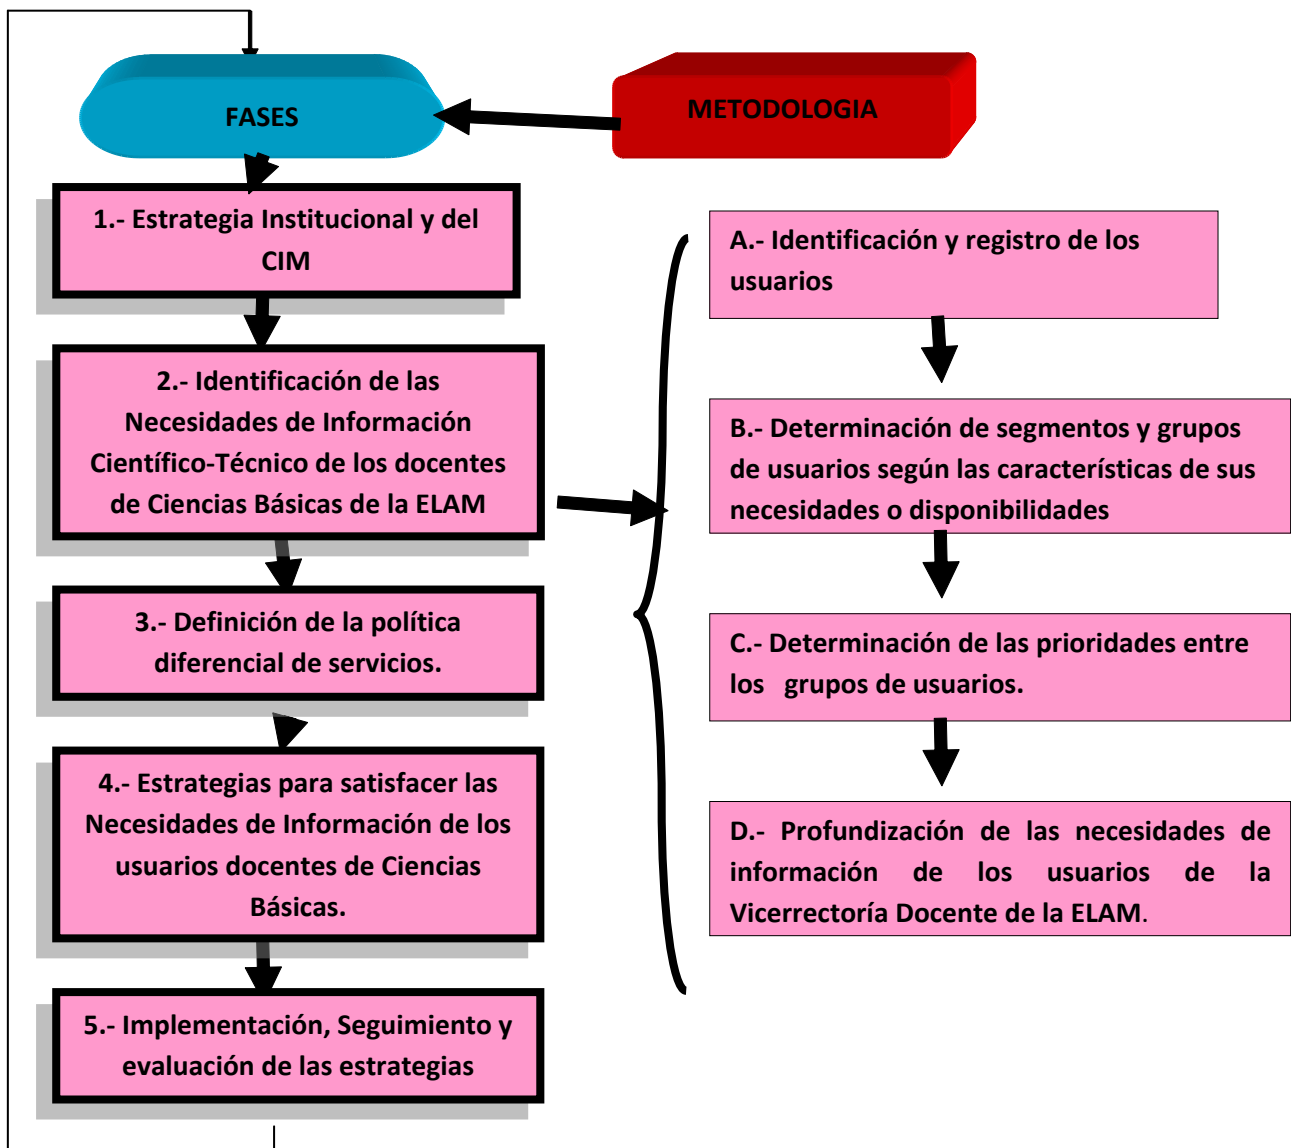 FASES
METODOLOGIA
1.- Estrategia Institucional y del
CIM
2.- Identificación de las
Necesidades de Información
Científico-Técnico de los docentes
de Ciencias Básicas de la ELAM
3.- Definición de la política
diferencial de servicios.
4.- Estrategias para satisfacer las
Necesidades de Información de los
usuarios docentes de Ciencias
Básicas.
5.- Implementación, Seguimiento y
evaluación de las estrategias
A.- Identificación y registro de los
usuarios
B.- Determinación de segmentos y grupos
de usuarios según las características de sus
necesidades o disponibilidades
C.- Determinación de las prioridades entre
los grupos de usuarios.
D.- Profundización de las necesidades de
información de los usuarios de la
Vicerrectoría Docente de la ELAM.